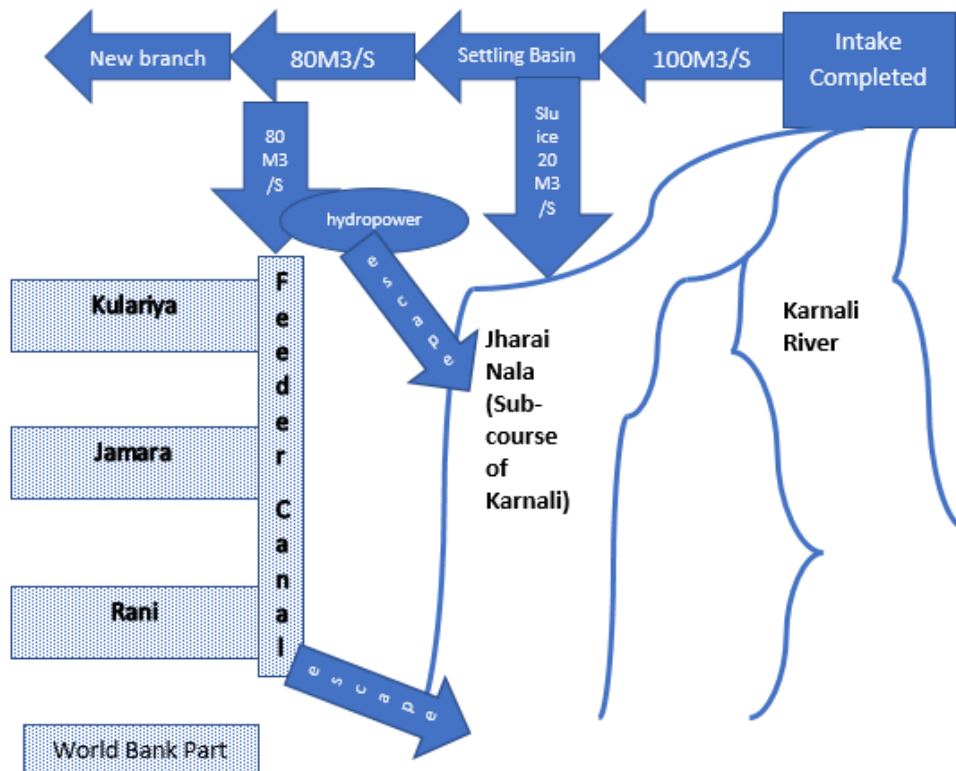 New branch
80M3/S
Settling Basin
100M3/S
Intake
Completed
80
M3
/S
Slu
ice
20
M3
/S
hydropower
escape
Kulariya
Jamara
Rani
Feeder Canal
Jharai
Nala
(Sub-
course
of
Karnali)
Karnali
River
escape
World Bank Part